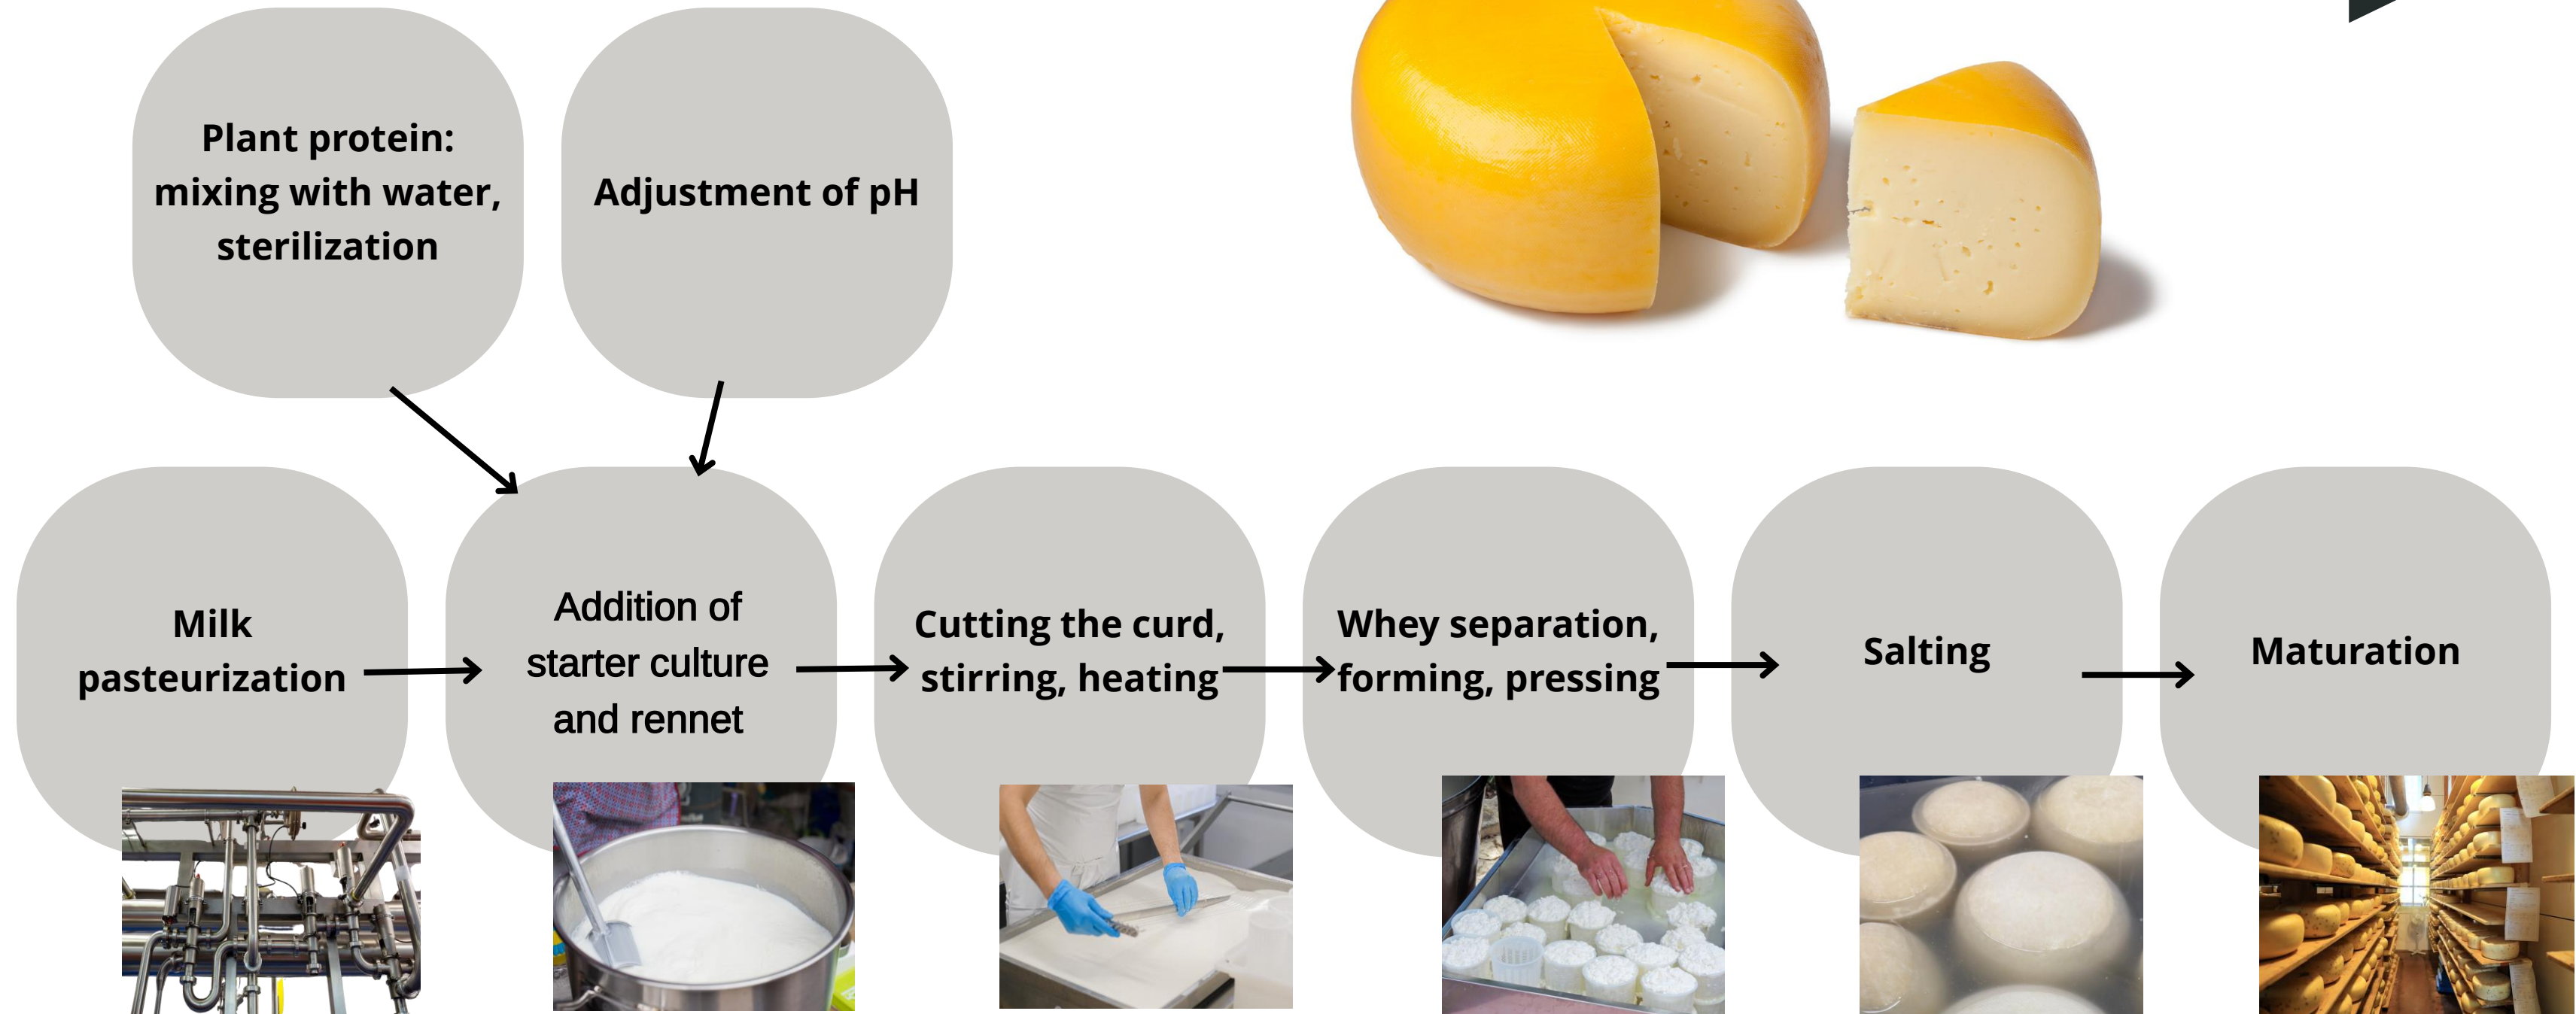 Plant protein:
mixing with water,
sterilization
Adjustment of pH
Milk
pasteurization
Addition of
starter culture
and rennet
Cutting the curd,
stirring, heating
Whey separation,
forming, pressing
Salting
Maturation